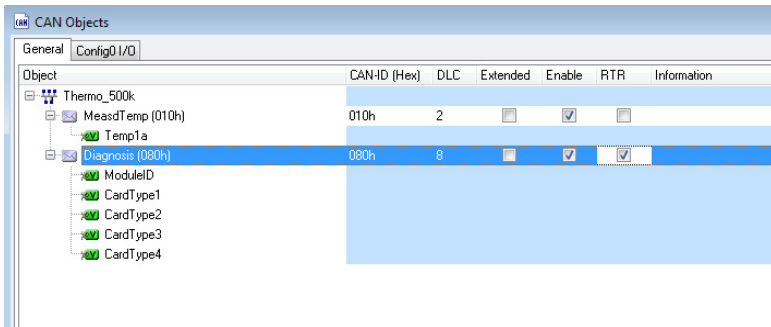 CAN CAN Objects
General Config0 I/O
Object CAN-ID (Hex) DLC Extended Enable RTR Information
Thermo_500k
MeasdTemp (010h) 010h 2
Temp1a
Diagnosis (080h) 080h 8
ModuleID
CardType1
CardType2
CardType3
CardType4